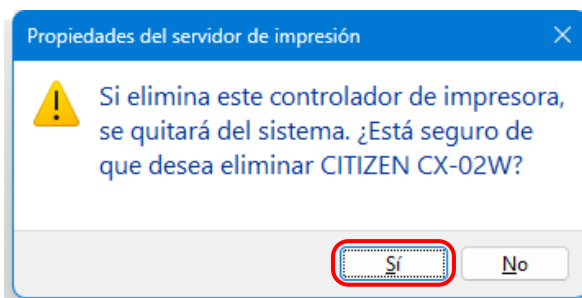 Propiedades del servidor de impresión
Si elimina este controlador de impresora,
se quitará del sistema. ¿Está seguro de
que desea eliminar CITIZEN CX-02W?
Sí
No